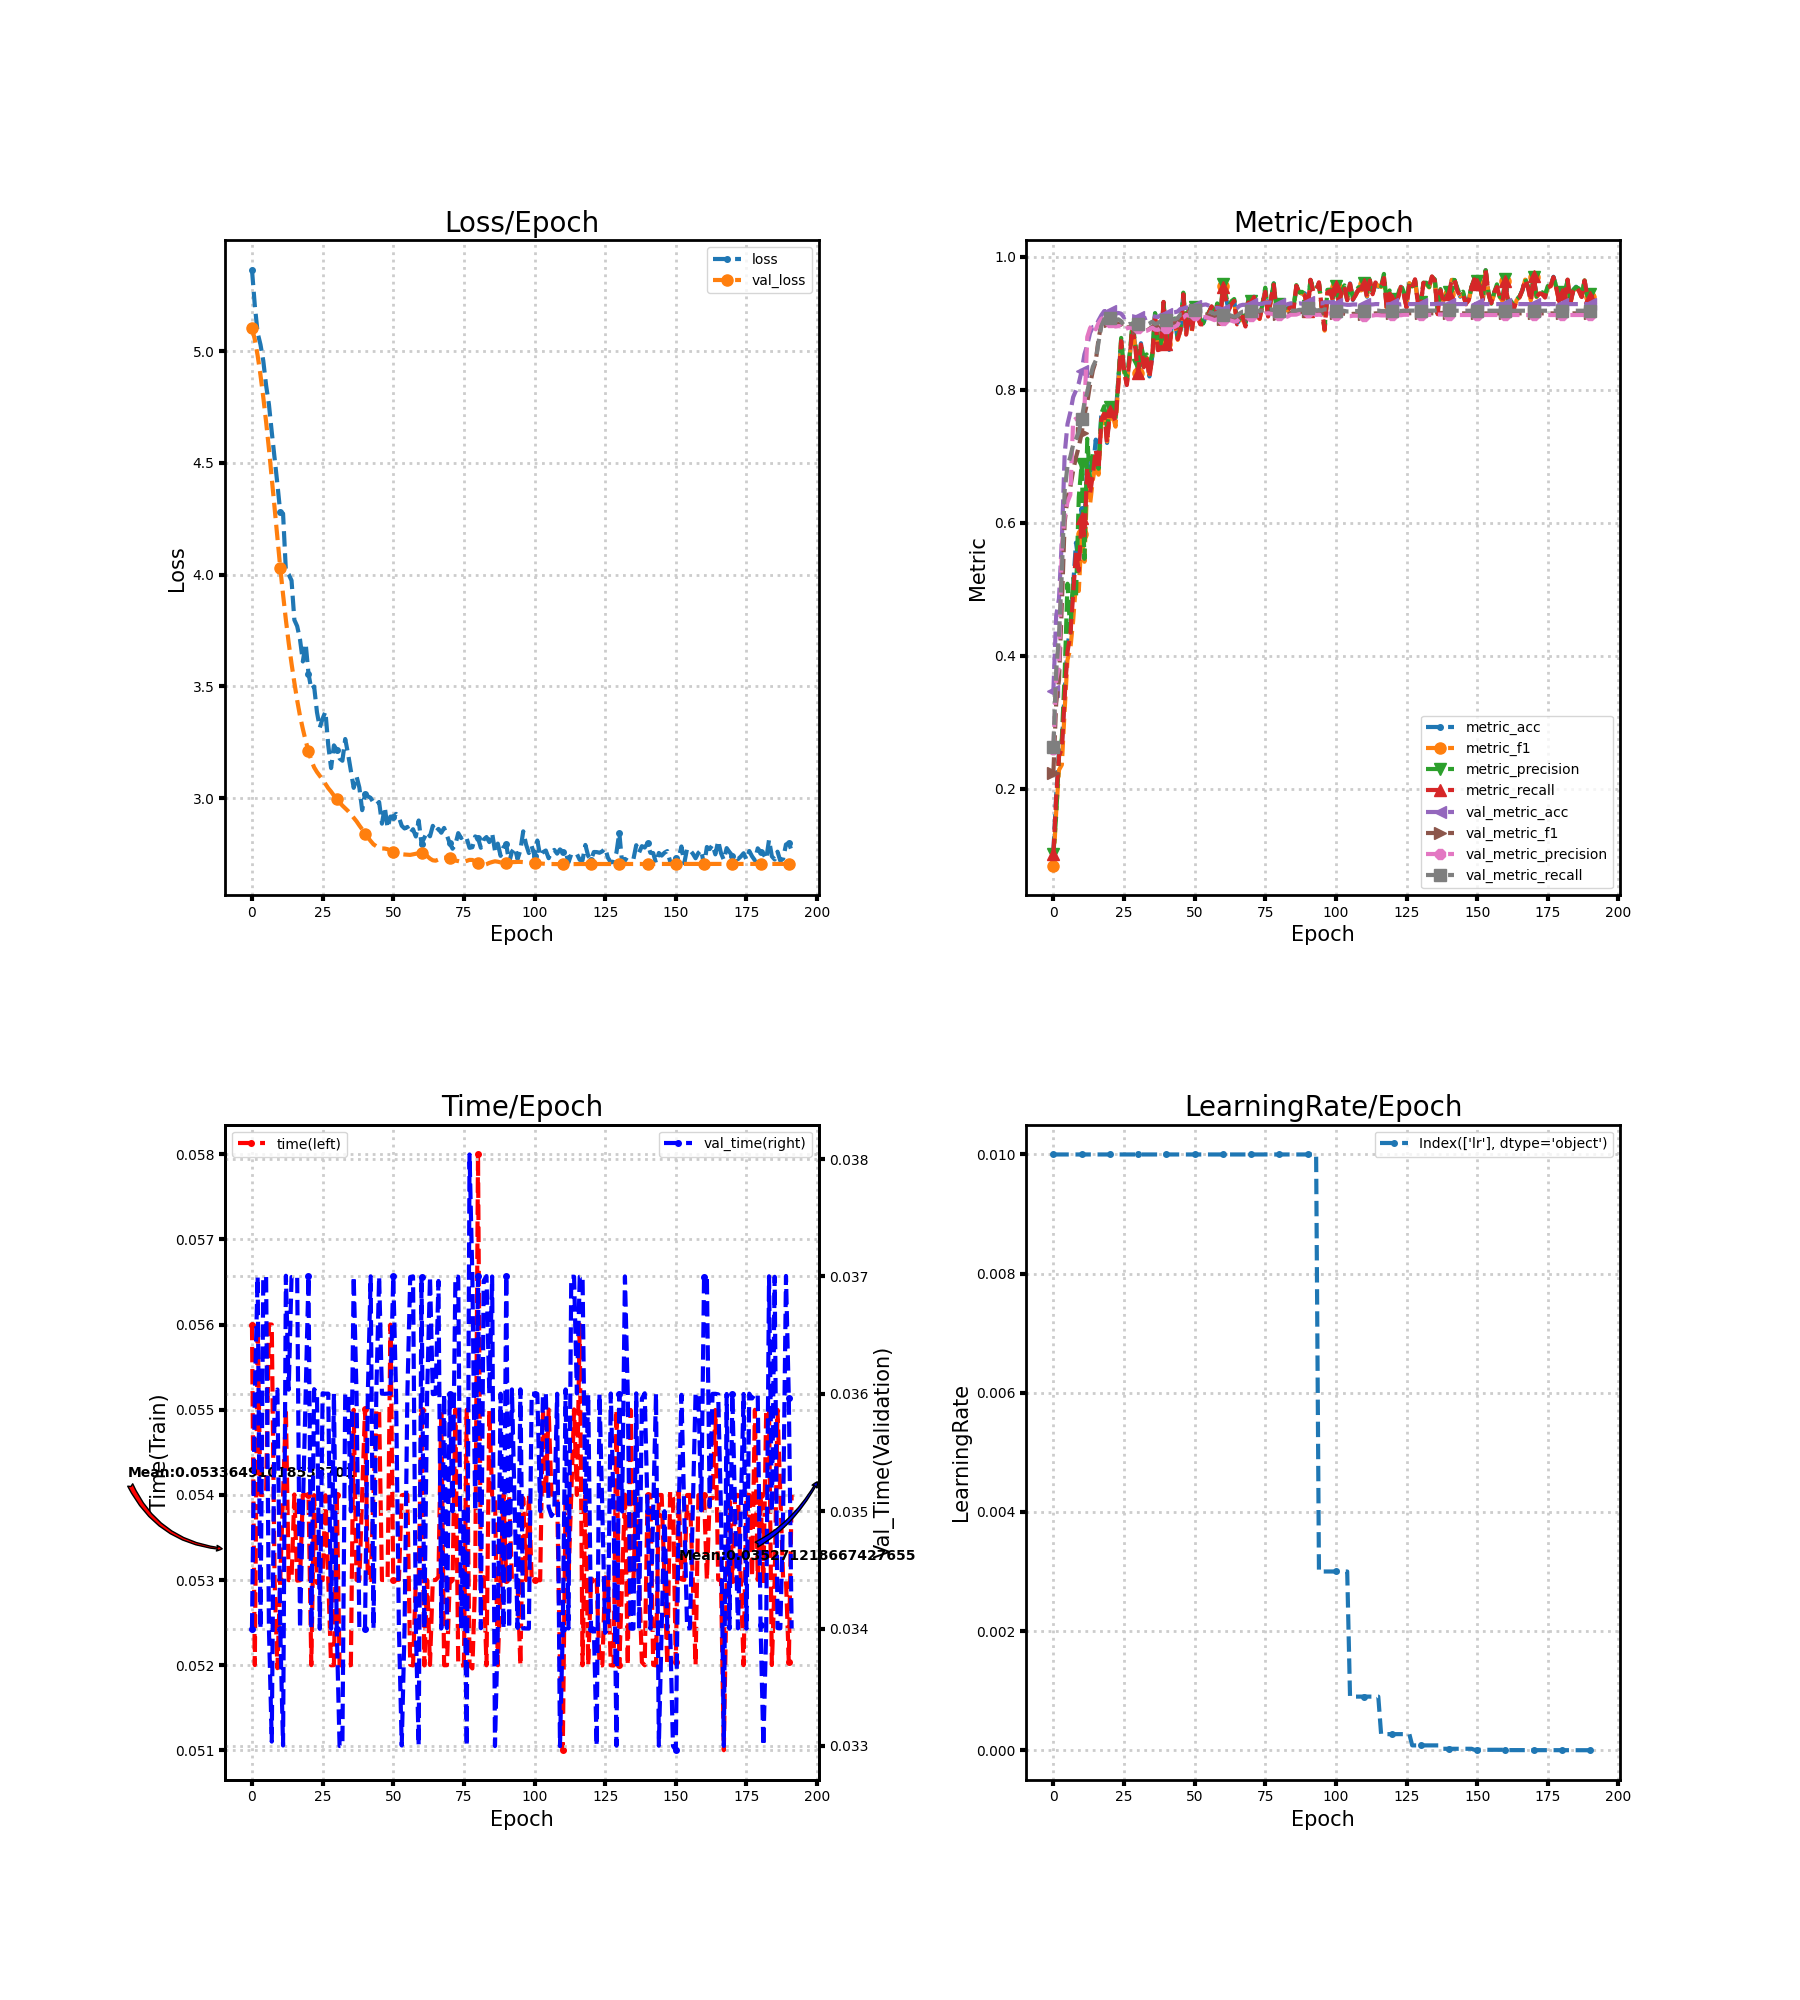 Loss/Epoch
loss
val_loss
5.0
4.5
4.0
3.5
3.0
Loss
0 25 50 75 100 125 150 175 200
Epoch
Metric/Epoch
1.0
0.8
0.6
0.4
0.2
Metric
metric_acc
metric_f1
metric_precision
metric_recall
val_metric_acc
val_metric_f1
val_metric_precision
val_metric_recall
0 25 50 75 100 125 150 175 200
Epoch
Time/Epoch
time(left)
val_time(right)
0.058
0.057
0.056
0.055
0.054
0.053
0.052
0.051
Time(Train)
0.038
0.037
0.036
0.035
0.034
0.033
Val_Time(Validation)
Mean:0.035271218667427655
0 25 50 75 100 125 150 175 200
Epoch
LearningRate/Epoch
Index(['lr'], dtype='object')
0.010
0.008
0.006
0.004
0.002
0.000
LearningRate
0 25 50 75 100 125 150 175 200
Epoch